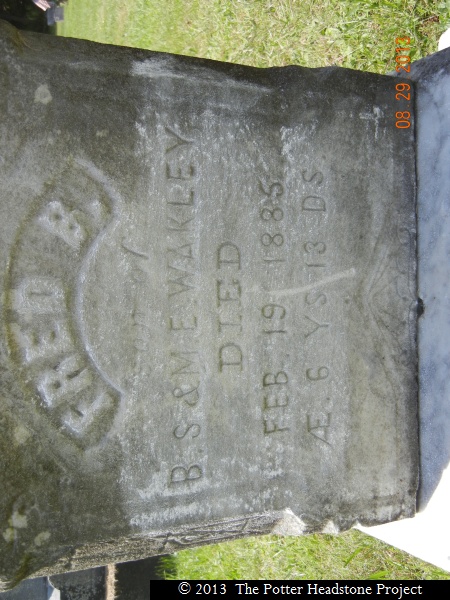 FRED B.
B. S & M. E. WAKLEY
DIED
FEB. 19, 1885
Æ. 6 Ys 13 Ds
08 29 2013
© 2013 The Potter Headstone Project